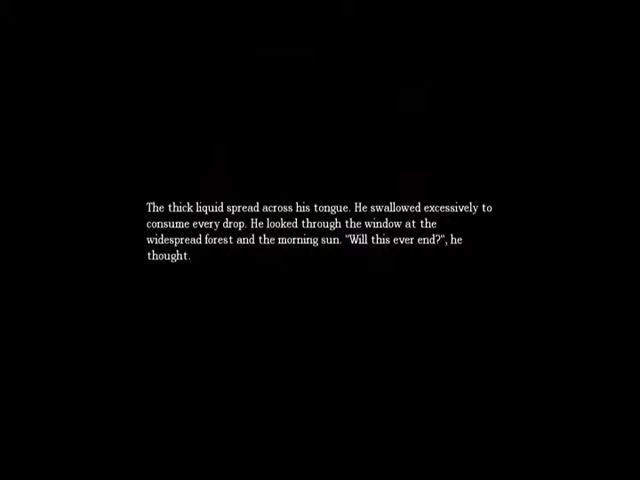 The thick liquid spread across his tongue. He swallowed excessively to
consume every drop. He looked through the window at the
widespread forest and the morning sun. "Will this ever end?", he
thought.